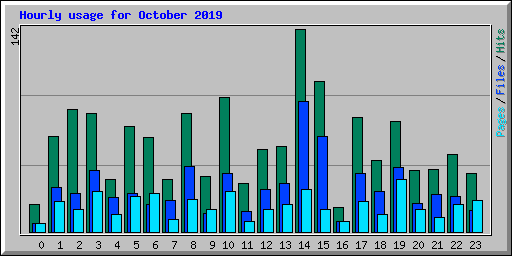 Hourly usage for October 2019
142
Pages / Files / Hits
0 1 2 3 4 5 6 7 8 9 10 11 12 13 14 15 16 17 18 19 20 21 22 23